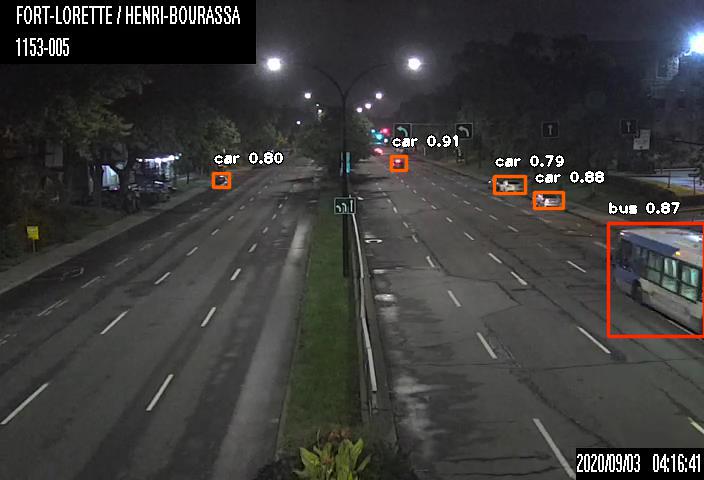 FORT-LORETTE / HENRI-BOURASSA
1153-005
car 0.80
car 0.91
car 0.79
car 0.88
bus 0.87
2020/09/03 04:16:41